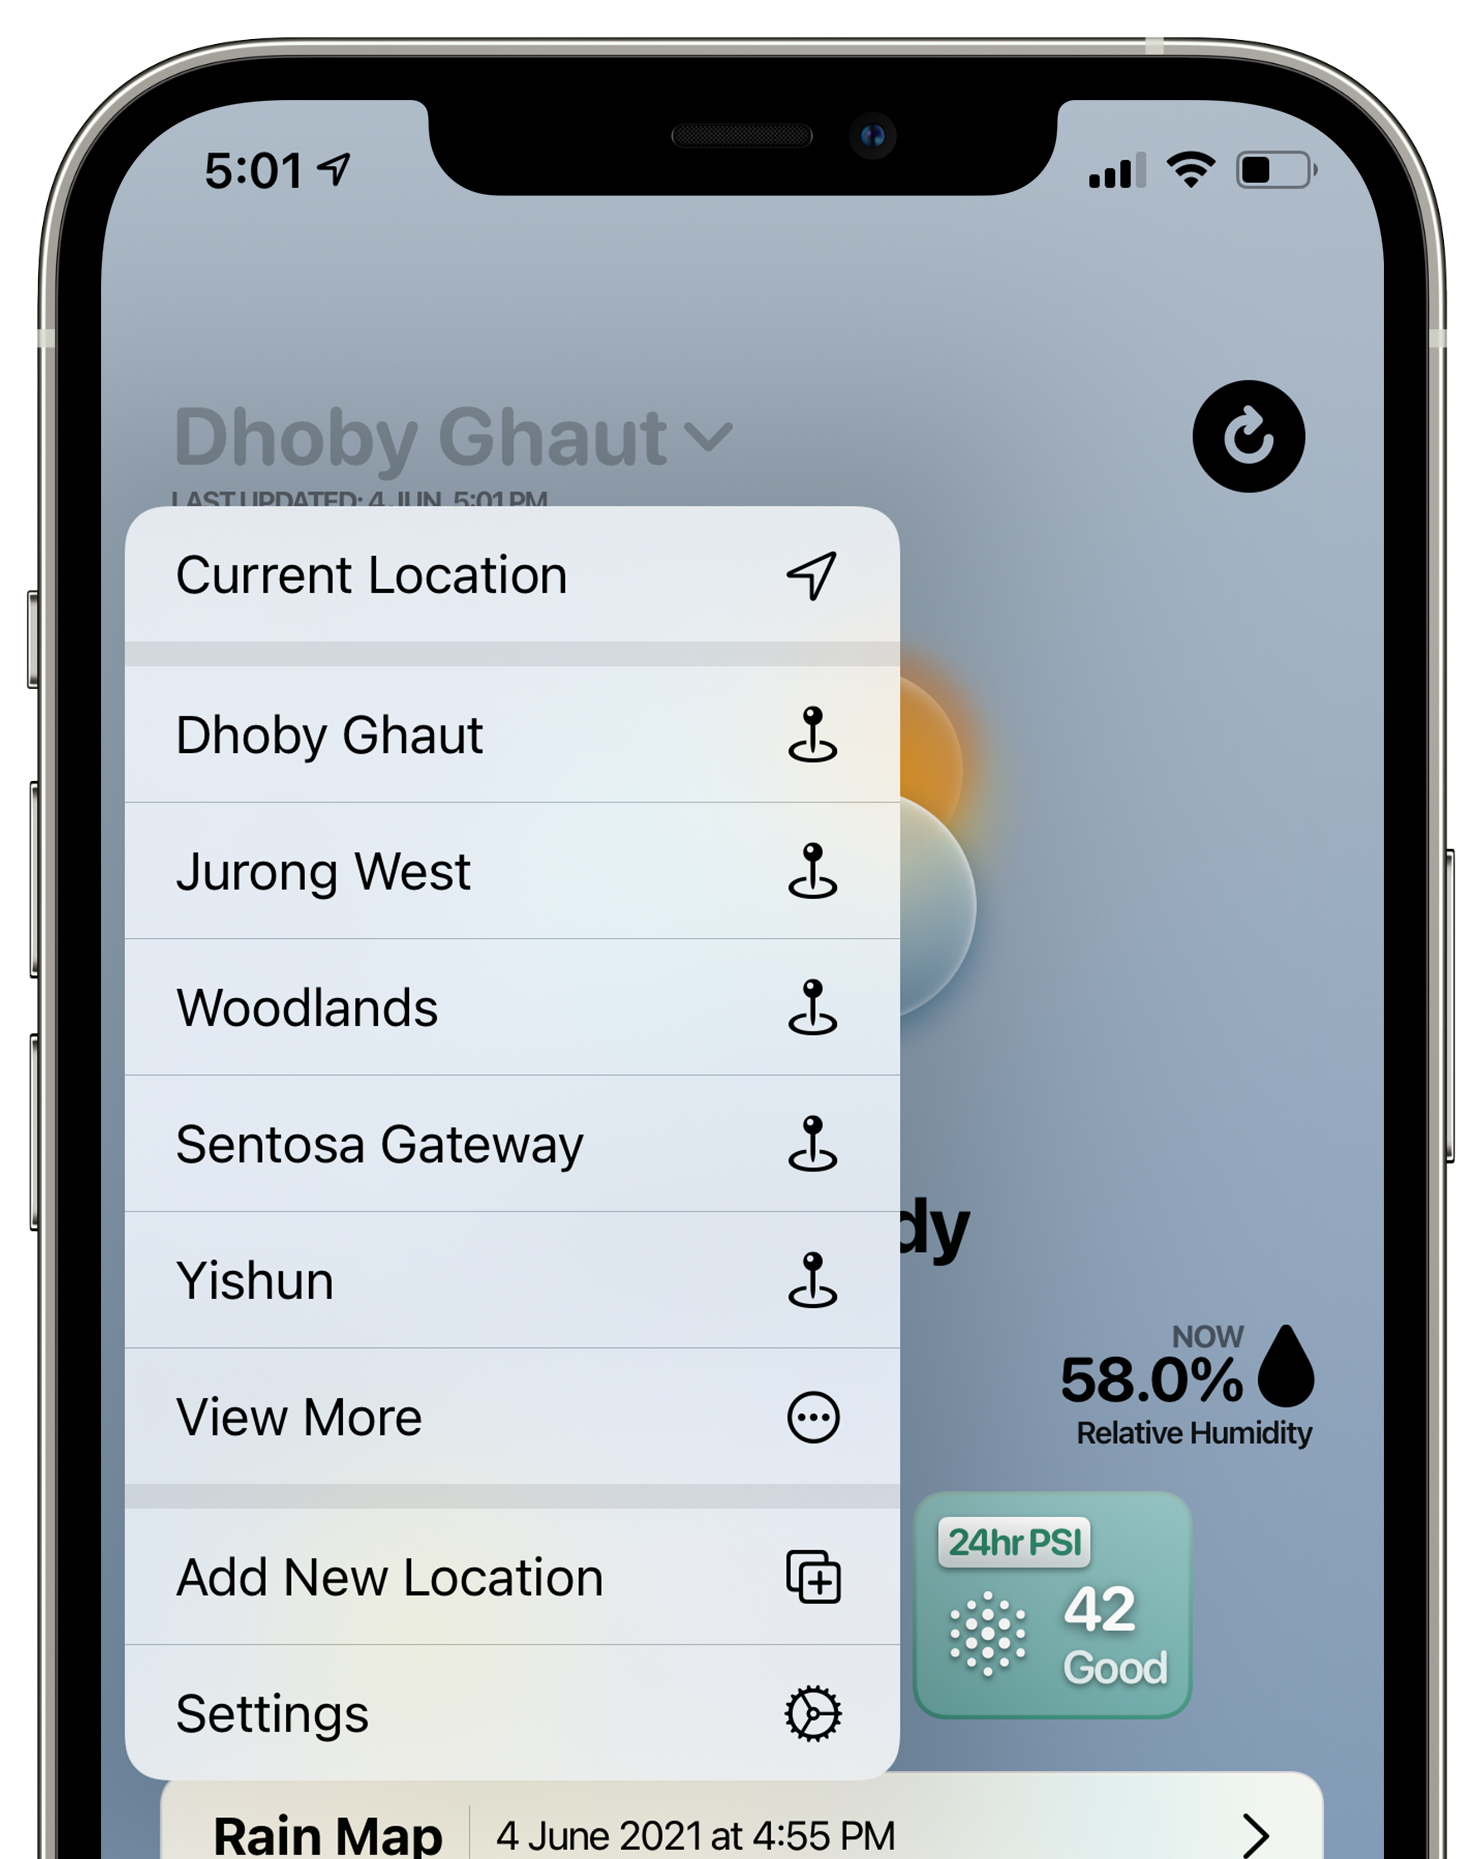 5:01
Dhoby Ghaut
LAST UPDATED: 4 JUN, 5:01 PM
Current Location
Dhoby Ghaut
Jurong West
Woodlands
Sentosa Gateway
Yishun
View More
Add New Location
Settings
dy
NOW
58.0%
Relative Humidity
24hr PSI
42
Good
Rain Map
4 June 2021 at 4:55 PM